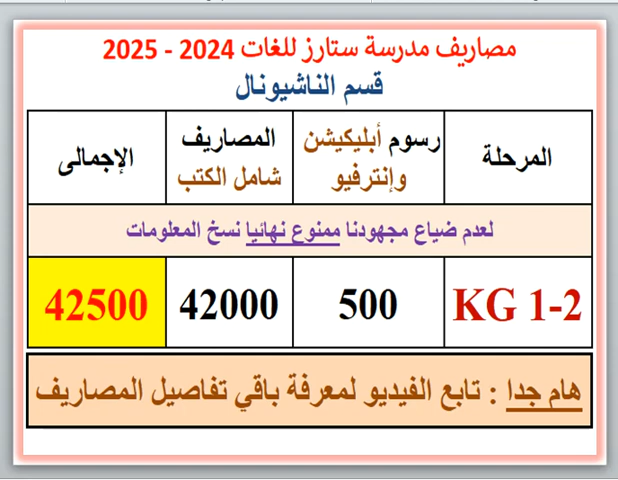 مصاريف مدرسة ستارز للغات 2024 - 2025
قسم الناشيونال
المرحلة
رسوم أبليكيشن
وإنترفيو
المصاريف
شامل الكتب
الإجمالى
لعدم ضياع مجهودنا ممنوع نهائيا نسخ المعلومات
KG 1-2
500
42000
42500
هام جدا : تابع الفيديو لمعرفة باقي تفاصيل المصاريف